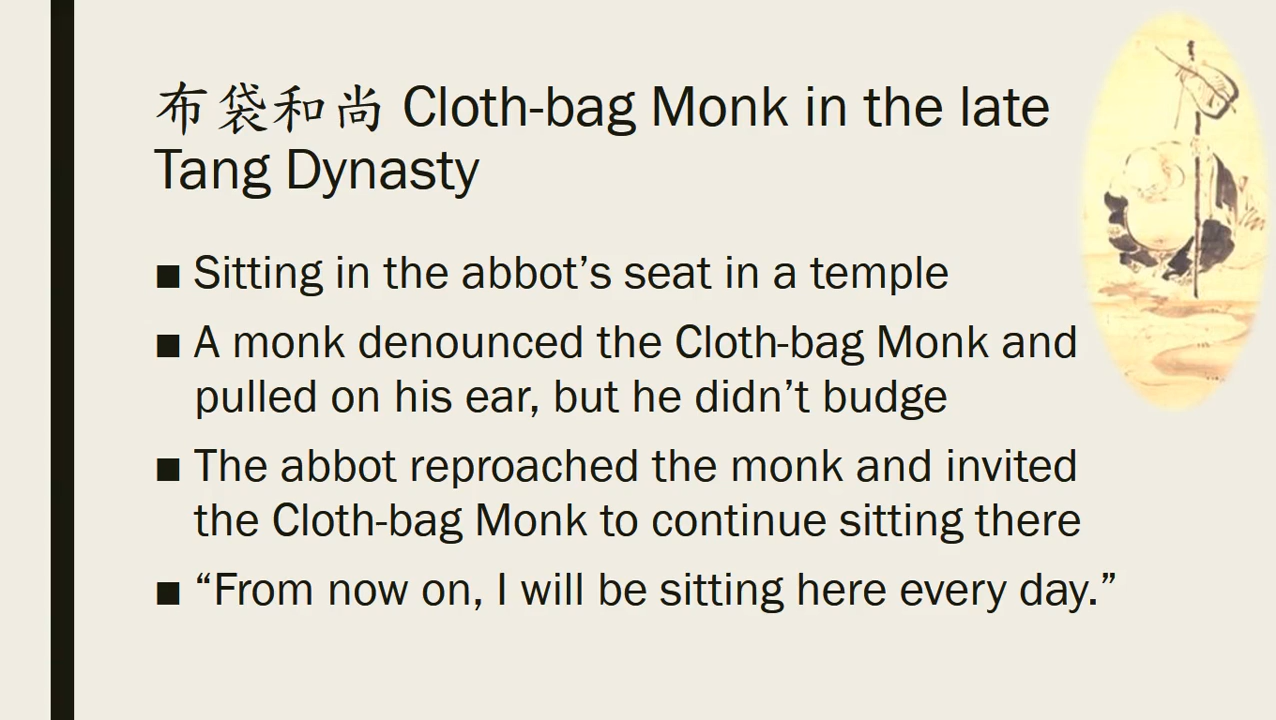 布袋和尚 Cloth-bag Monk in the late
Tang Dynasty
■ Sitting in the abbot’s seat in a temple
■ A monk denounced the Cloth-bag Monk and
pulled on his ear, but he didn’t budge
■ The abbot reproached the monk and invited
the Cloth-bag Monk to continue sitting there
■ “From now on, I will be sitting here every day.”